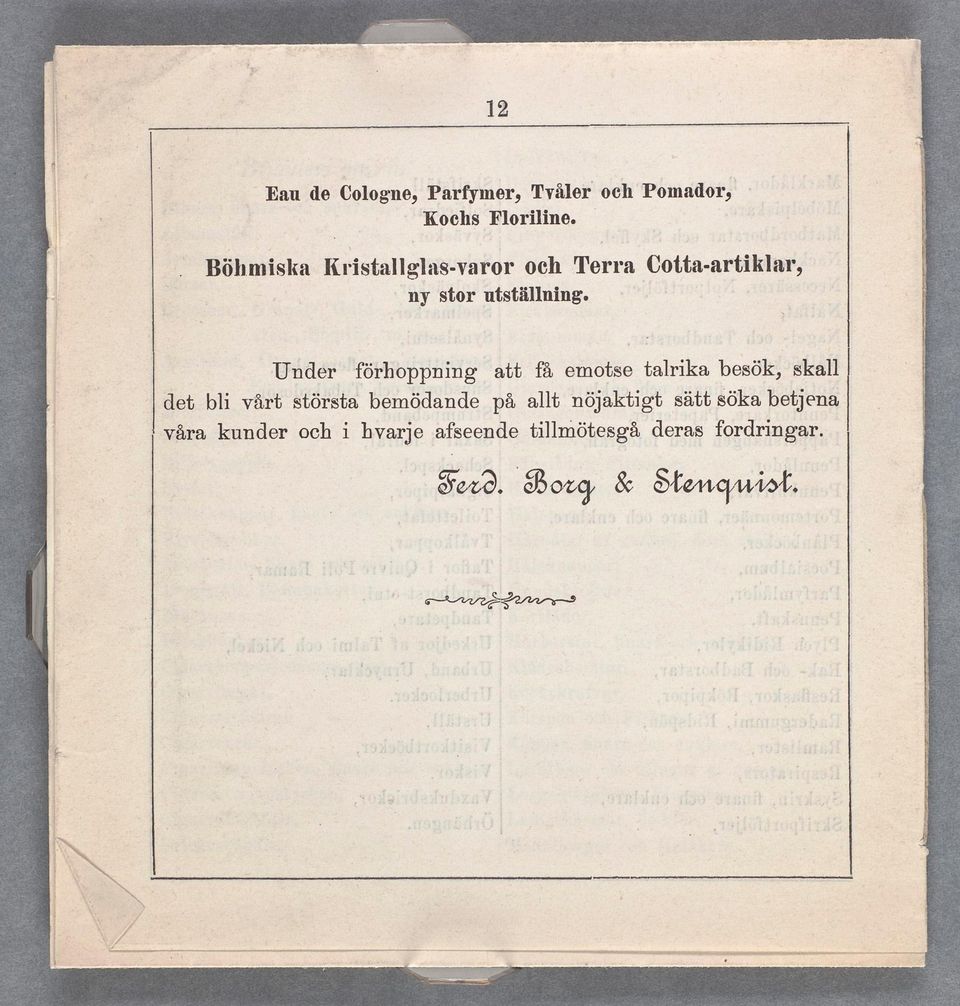 12
Eau de Cologne, Parfymer, Tvåler och Pomador,
Kochs Floriline.
Böhmiska Kristallglas-varor och Terra Cotta-artiklar,
ny stor utställning.
Under förhoppning att få emotse talrika besök, skall
det bli vårt största bemödande på allt nöjaktigt sätt söka betjena
våra kunder och i hvarje afseende tillmötesgå deras fordringar.
Ferd. Borg & Stenquist.